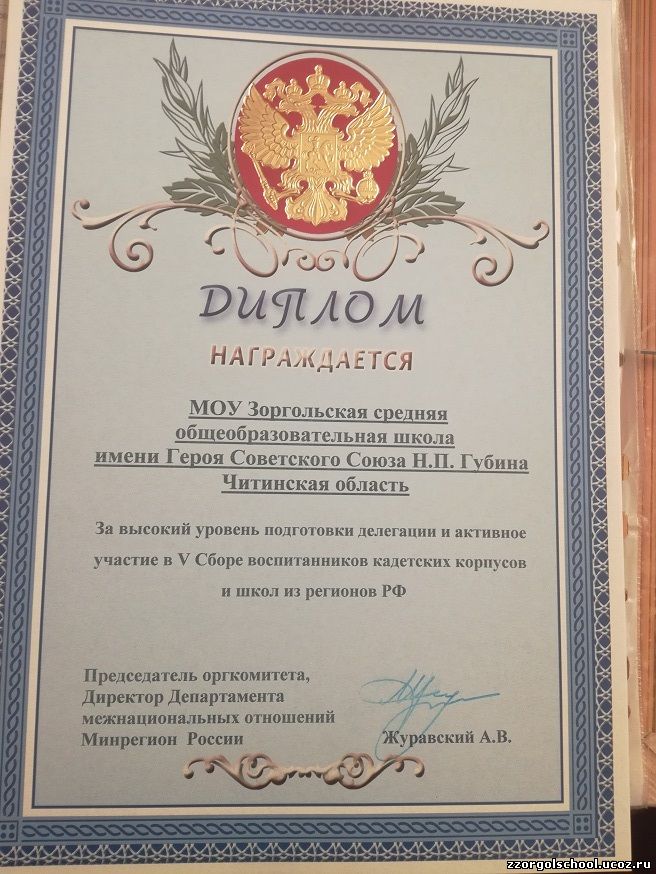 ДИПЛОМ
НАГРАЖДАЕТСЯ
МОУ Зоргольская средняя
общеобразовательная школа
имени Героя Советского Союза Н.П. Губина
Читинская область
За высокий уровень подготовки делегации и активное
участие в V Сборе воспитанников кадетских корпусов
и школ из регионов РФ
Председатель оргкомитета,
Директор Департамента
межнациональных отношений
Минрегион России
Журавский А.В.
zzorgolschool.ucoz.ru